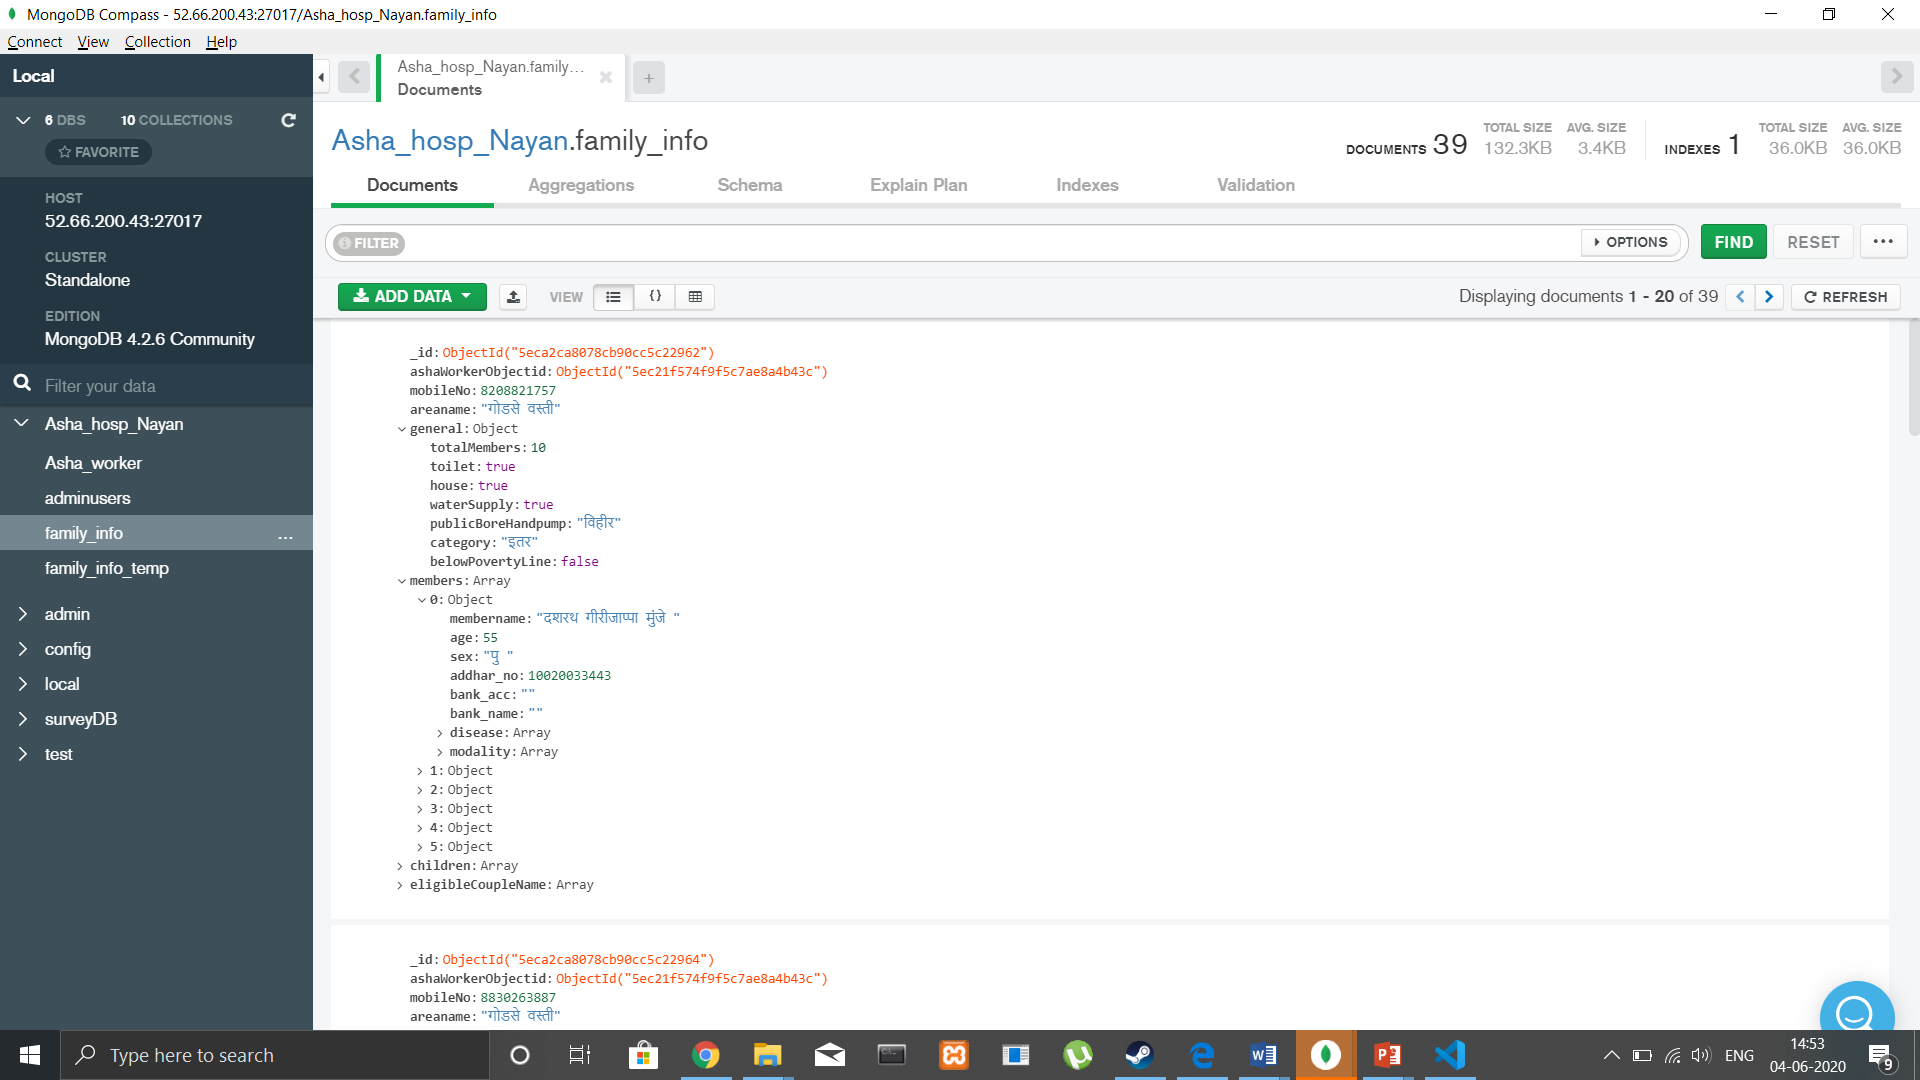 MongoDB Compass - 52.66.200.43:27017/Asha_hosp_Nayan.family_info
Connect View Collection Help
Local
6 DBS 10 COLLECTIONS
FAVORITE
HOST
52.66.200.43:27017
CLUSTER
Standalone
EDITION
MongoDB 4.2.6 Community
Filter your data
Asha_hosp_Nayan
Asha_worker
adminusers
family_info ...
family_info_temp
admin
config
local
surveyDB
test
Asha_hosp_Nayan.family...
Documents
+
Asha_hosp_Nayan.family_info
DOCUMENTS 39 TOTAL SIZE 132.3KB AVG. SIZE 3.4KB INDEXES 1 TOTAL SIZE 36.0KB AVG. SIZE 36.0KB
Documents Aggregations Schema Explain Plan Indexes Validation
FILTER OPTIONS FIND RESET ...
ADD DATA VIEW {} Displaying documents 1 - 20 of 39 REFRESH
_id: ObjectId("5eca2ca8078cb90cc5c22962")
ashaWorkerObjectid: ObjectId("5ec21f574f9f5c7ae8a4b43c")
mobileNo: 8208821757
areaname: "गोडसे वस्ती"
general: Object
totalMembers: 10
toilet: true
house: true
waterSupply: true
publicBoreHandpump: "विहीर"
category: "इतर"
belowPovertyLine: false
members: Array
0: Object
membername: "दशरथ गीरीजाप्पा मुंजे "
age: 55
sex: "पु "
addhar_no: 10020033443
bank_acc: ""
bank_name: ""
disease: Array
modality: Array
1: Object
2: Object
3: Object
4: Object
5: Object
children: Array
eligibleCoupleName: Array
_id: ObjectId("5eca2ca8078cb90cc5c22964")
ashaWorkerObjectid: ObjectId("5ec21f574f9f5c7ae8a4b43c")
mobileNo: 8830263887
areaname: "गोडसे वस्ती"
Type here to search
ENG
14:53
04-06-2020
9